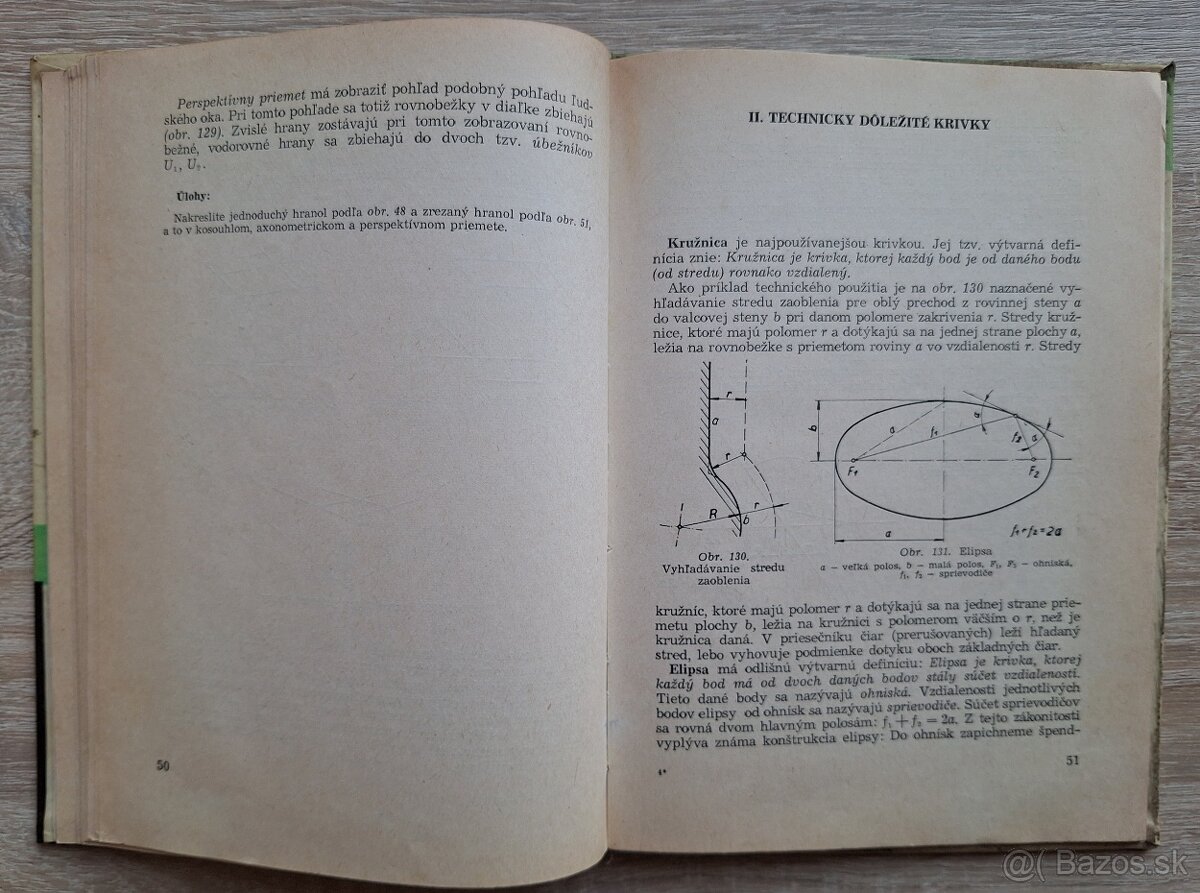 Perspektívny priemet má zobraziť pohľad podobný pohľadu ľud-
ského oka. Pri tomto pohľade sa totiž rovnobežky v diaľke zbiehajú
(obr. 129). Zvislé hrany zostávajú pri tomto zobrazovaní rovno-
bežné, vodorovné hrany sa zbiehajú do dvoch tzv. úbežníkov
U₁, U₂.
Úlohy:
Nakreslite jednoduchý hranol podľa obr. 48 a zrezaný hranol podľa obr. 51,
a to v kosouhlom, axonometrickom a perspektívnom priemete.
50
II. TECHNICKY DÔLEŽITÉ KRIVKY
Kružnica je najpoužívanejšou krivkou. Jej tzv. výtvarná defi-
nícia znie: Kružnica je krivka, ktorej každý bod je od daného bodu
(od stredu) rovnako vzdialený.
Ako príklad technického použitia je na obr. 130 naznačené vy-
hľadávanie stredu zaoblenia pre oblý prechod z rovinnej steny a
do valcovej steny b pri danom polomere zakrivenia r. Stredy kruž-
nice, ktoré majú polomer r a dotýkajú sa na jednej strane plochy a,
ležia na rovnobežke s priemetom roviny a vo vzdialenosti r. Stredy
r
a
r
R
r
b
b
a
f₁
α
f₂
α
F₁
F₂
a
f₁+f₂=2a
Obr. 130.
Vyhľadávanie stredu
zaoblenia
Obr. 131. Elipsa
a – veľká polos, b – malá polos, F₁, F₂ – ohniská,
f₁, f₂ – sprievodiče
kružníc, ktoré majú polomer r a dotýkajú sa na jednej strane prie-
metu plochy b, ležia na kružnici s polomerom väčším o r, než je
kružnica daná. V priesečníku čiar (prerušovaných) leží hľadaný
stred, lebo vyhovuje podmienke dotyku oboch základných čiar.
Elipsa má odlišnú výtvarnú definíciu: Elipsa je krivka, ktorej
každý bod má od dvoch daných bodov stály súčet vzdialeností.
Tieto dané body sa nazývajú ohniská. Vzdialenosti jednotlivých
bodov elipsy od ohnísk sa nazývajú sprievodiče. Súčet sprievodičov
sa rovná dvom hlavným polosám: f₁ + f₂ = 2a. Z tejto zákonitosti
vyplýva známa konštrukcia elipsy: Do ohnísk zapichneme špend-
4*
51
@( Bazos.sk